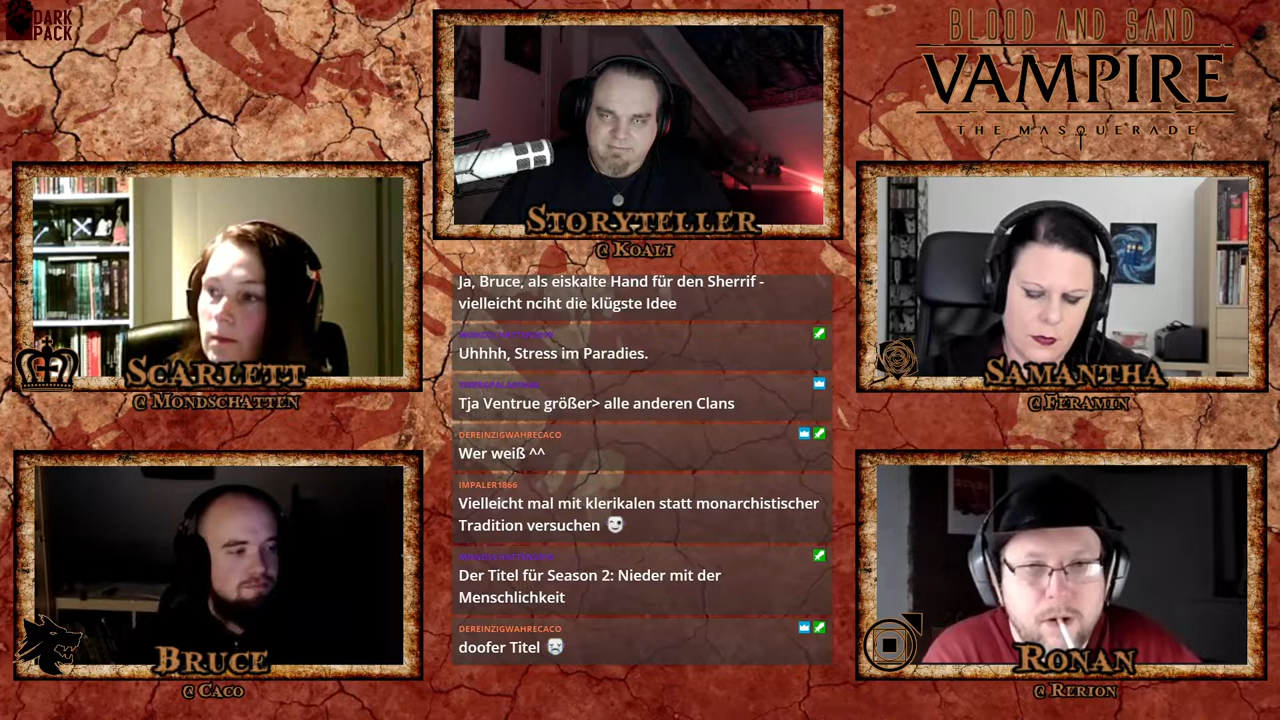 DARK
PACK
BLOOD AND SAND
VAMPIRE
THE MASQUERADE
STORYTELLER
@ KOALI
SCARLETT
@ MONDSCHATTEN
SAMANTHA
@ FERAMIN
Ja, Bruce, als eiskalte Hand für den Sherrif -
vielleicht nciht die klügste Idee
Uhhhh, Stress im Paradies.
Tja Ventrue größer> alle anderen Clans
DEREINZIGWAHRECACO
Wer weiß ^^
IMPALER1866
Vielleicht mal mit klerikalen statt monarchistischer
Tradition versuchen
Der Titel für Season 2: Nieder mit der
Menschlichkeit
DEREINZIGWAHRECACO
doofer Titel
BRUCE
@ CACO
RONAN
@ RERION